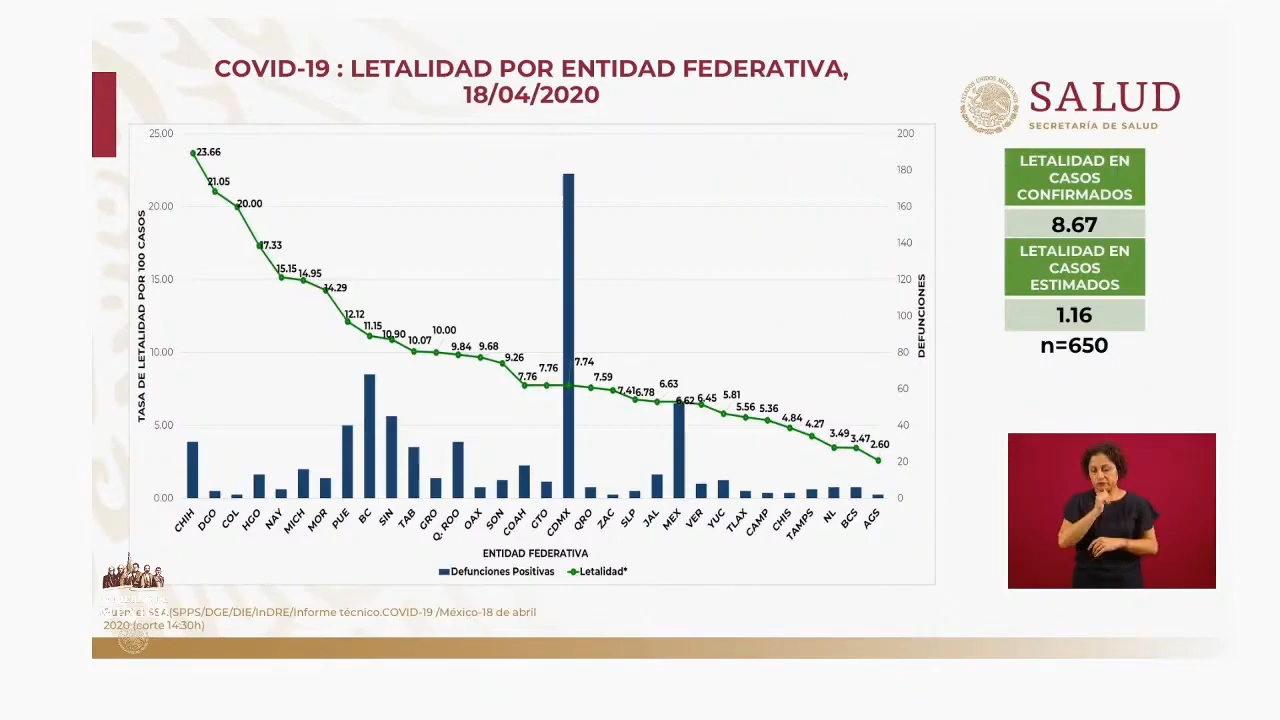 COVID-19 : LETALIDAD POR ENTIDAD FEDERATIVA,
18/04/2020
SALUD
SECRETARÍA DE SALUD
LETALIDAD EN
CASOS
CONFIRMADOS
8.67
LETALIDAD EN
CASOS
ESTIMADOS
1.16
n=650
TASA DE LETALIDAD POR 100 CASOS
25.00
20.00
15.00
10.00
5.00
0.00
23.66
21.05
20.00
17.33
15.15
14.95
14.29
12.12
11.15
10.90
10.07
10.00
9.84
9.68
9.26
7.76
7.76
7.74
7.59
7.41
6.78
6.63
6.62
6.45
5.81
5.56
5.36
4.84
4.27
3.49
3.47
2.60
200
180
160
140
120
100
80
60
40
20
0
DEFUNCIONES
CHIH
DGO
COL
HGO
NAY
MICH
MOR
PUE
BC
SIN
TAB
GRO
Q.ROO
OAX
SON
COAH
GTO
CDMX
QRO
ZAC
SLP
JAL
MEX
VER
YUC
TLAX
CAMP
CHIS
TAMPS
NL
BCS
AGS
ENTIDAD FEDERATIVA
Defunciones Positivas
Letalidad*
SSA(SPPS/DGE/DIE/InDRE/Informe técnico.COVID-19 /México-18 de abril
2020 (corte 14:30h)